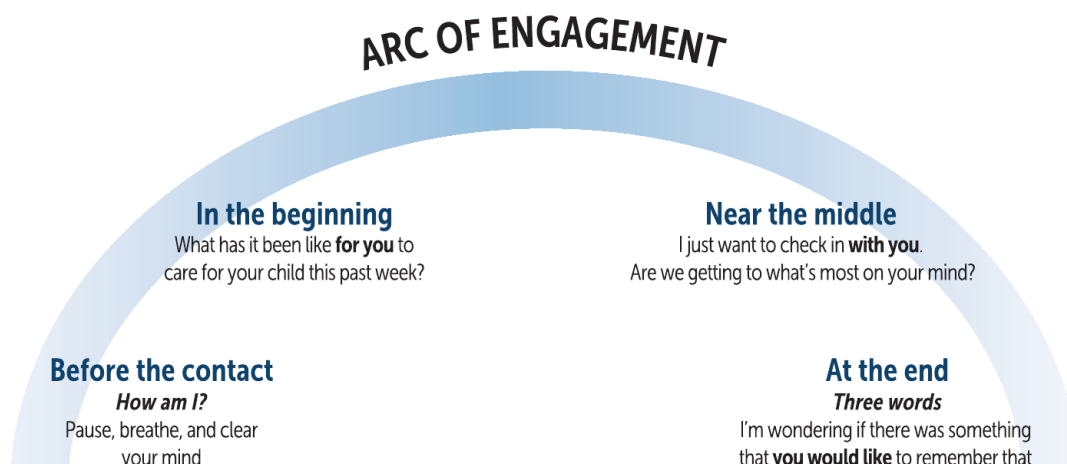 ARC OF ENGAGEMENT
In the beginning
What has it been like for you to
care for your child this past week?
Near the middle
I just want to check in with you.
Are we getting to what's most on your mind?
Before the contact
How am I?
Pause, breathe, and clear
your mind
At the end
Three words
I'm wondering if there was something
that you would like to remember that